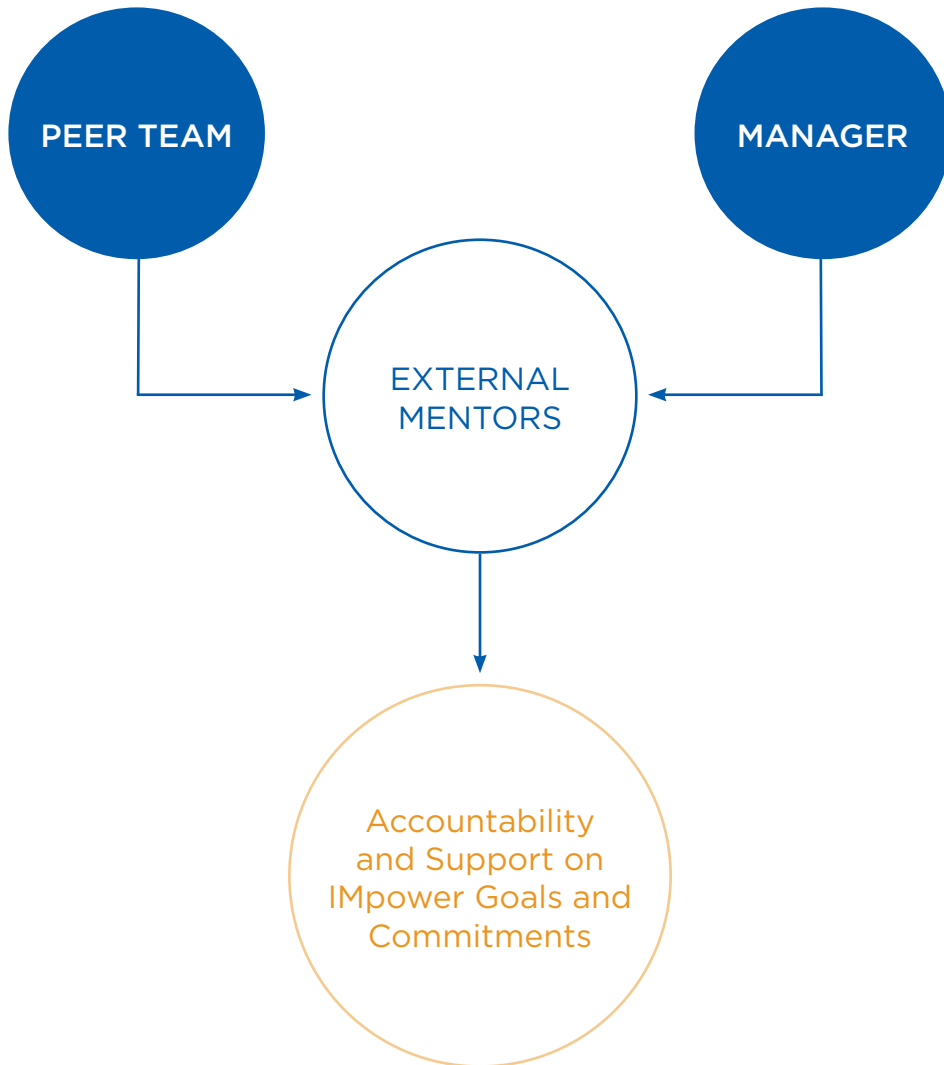 PEER TEAM
MANAGER
EXTERNAL
MENTORS
Accountability
and Support on
IMpower Goals and
Commitments